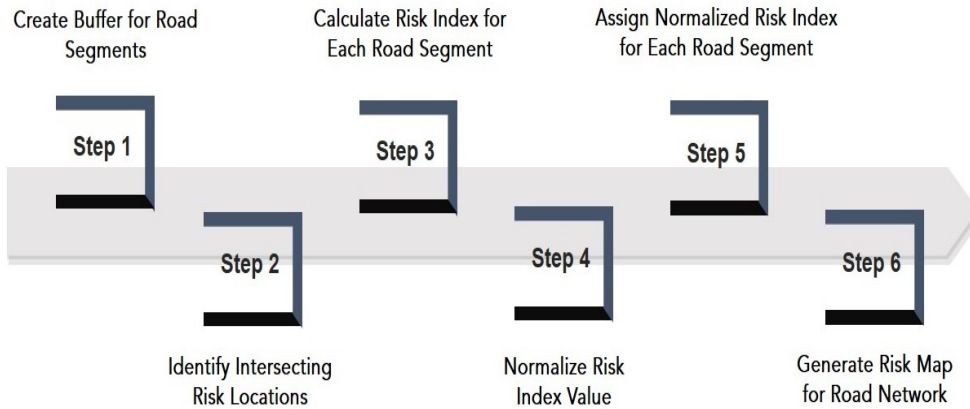 Create Buffer for Road
Segments
Step 1
Step 2
Identify Intersecting
Risk Locations
Calculate Risk Index for
Each Road Segment
Step 3
Step 4
Normalize Risk
Index Value
Assign Normalized Risk Index
for Each Road Segment
Step 5
Step 6
Generate Risk Map
for Road Network